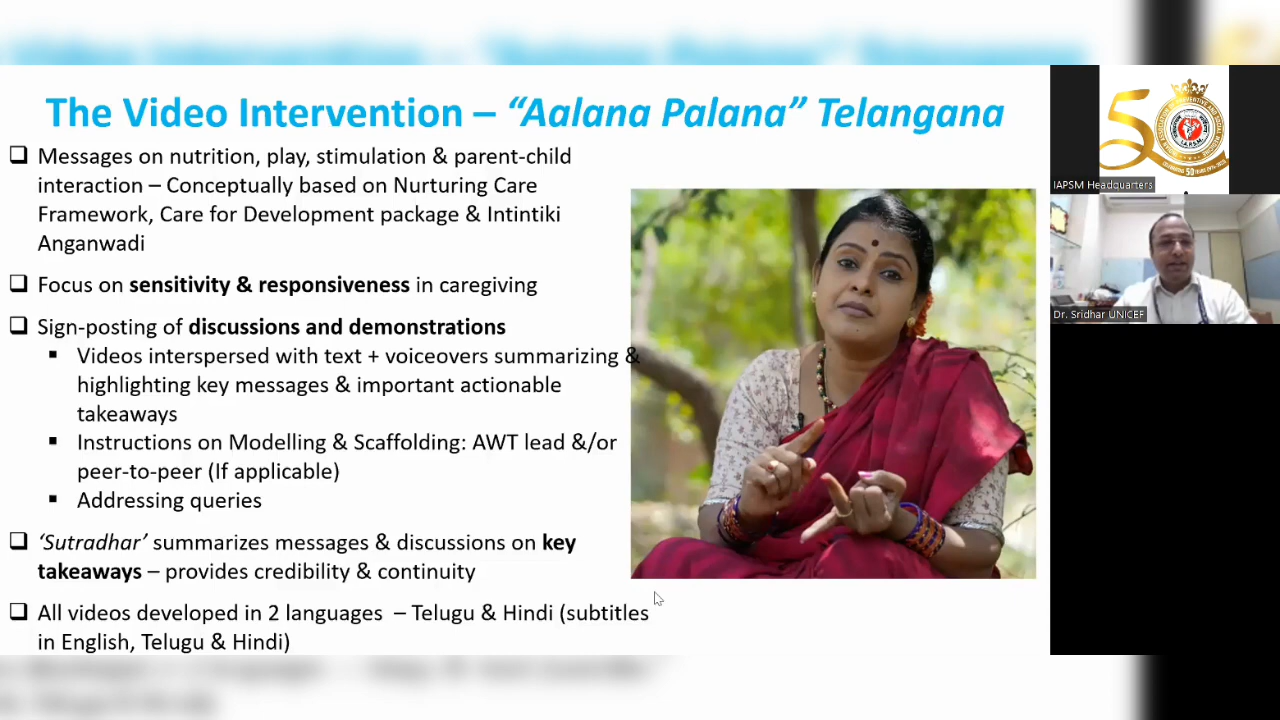 The Video Intervention – “Aalana Palana” Telangana
Messages on nutrition, play, stimulation & parent-child
interaction – Conceptually based on Nurturing Care
Framework, Care for Development package & Intintiki
Anganwadi
Focus on sensitivity & responsiveness in caregiving
Sign-posting of discussions and demonstrations
Videos interspersed with text + voiceovers summarizing &
highlighting key messages & important actionable
takeaways
Instructions on Modelling & Scaffolding: AWT lead &/or
peer-to-peer (If applicable)
Addressing queries
‘Sutradhar’ summarizes messages & discussions on key
takeaways – provides credibility & continuity
All videos developed in 2 languages – Telugu & Hindi (subtitles
in English, Telugu & Hindi)
50
IAPSM Headquarters
Dr. Sridhar UNICEF